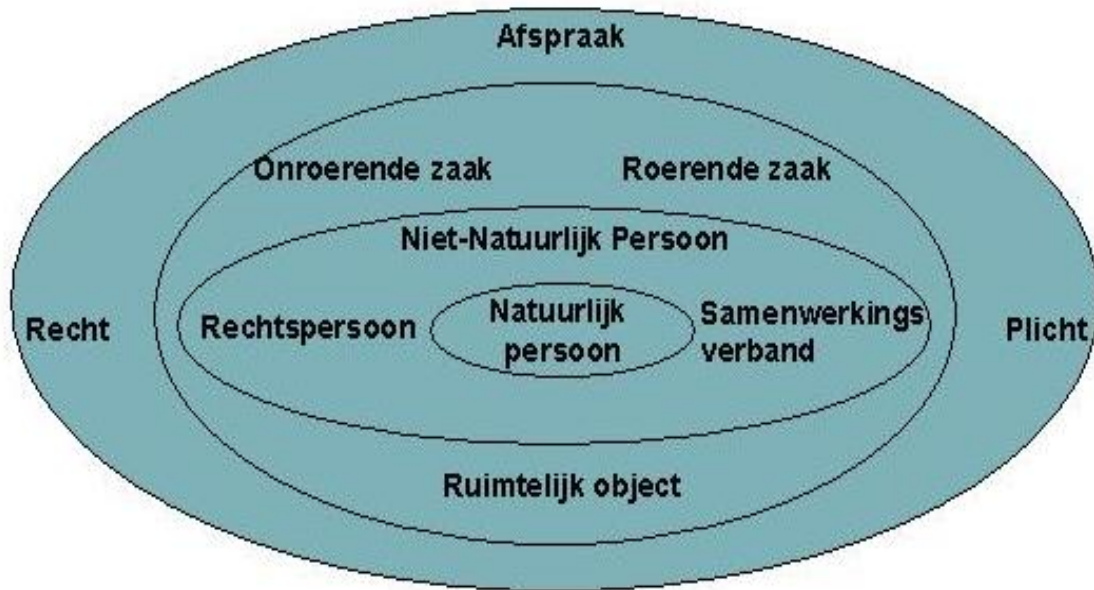 Afspraak
Onroerende zaak
Roerende zaak
Niet-Natuurlijk Persoon
Recht
Rechtspersoon
Natuurlijk
persoon
Samenwerkings
verband
Plicht
Ruimtelijk object